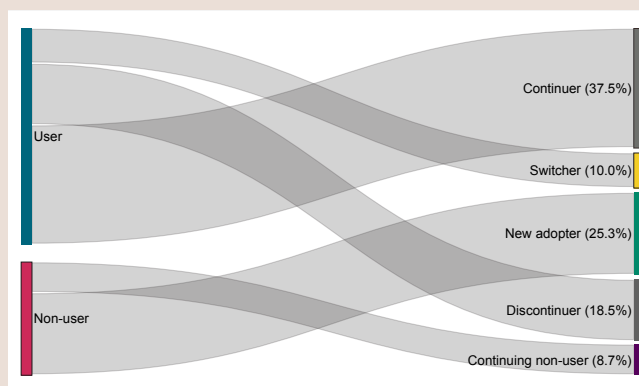 User
Non-user
Continuer (37.5%)
Switcher (10.0%)
New adopter (25.3%)
Discontinuer (18.5%)
Continuing non-user (8.7%)